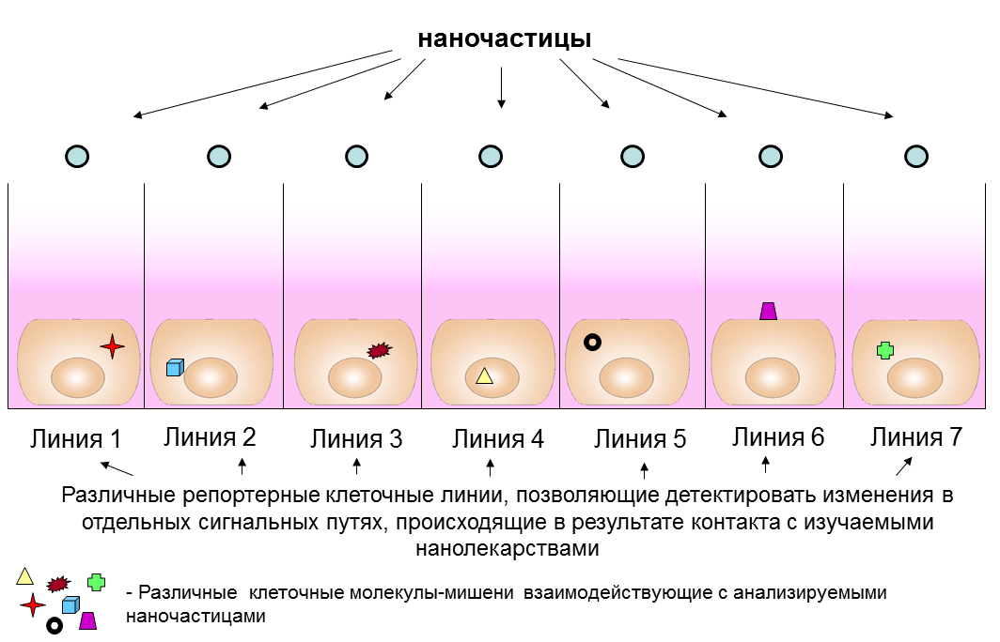 наночастицы
Линия 1
Линия 2
Линия 3
Линия 4
Линия 5
Линия 6
Линия 7
Различные репортерные клеточные линии, позволяющие детектировать изменения в
отдельных сигнальных путях, происходящие в результате контакта с изучаемыми
нанолекарствами
- Различные клеточные молекулы-мишени взаимодействующие с анализируемыми
наночастицами